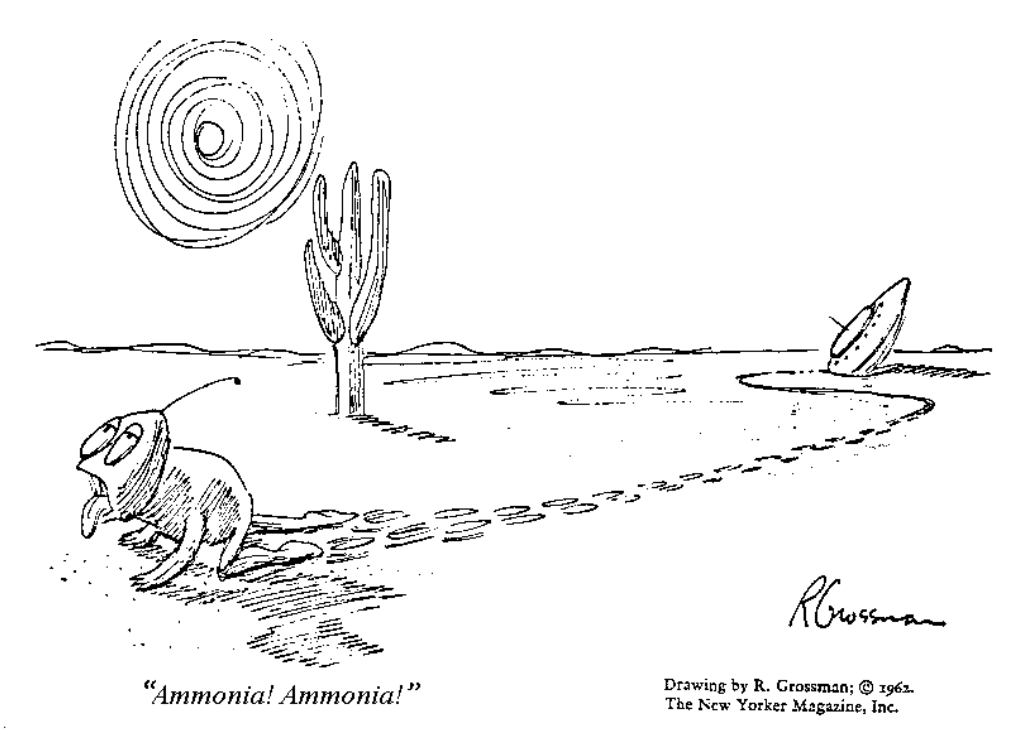 RGrossman
“Ammonia! Ammonia!”
Drawing by R. Grossman; © 1962.
The New Yorker Magazine, Inc.